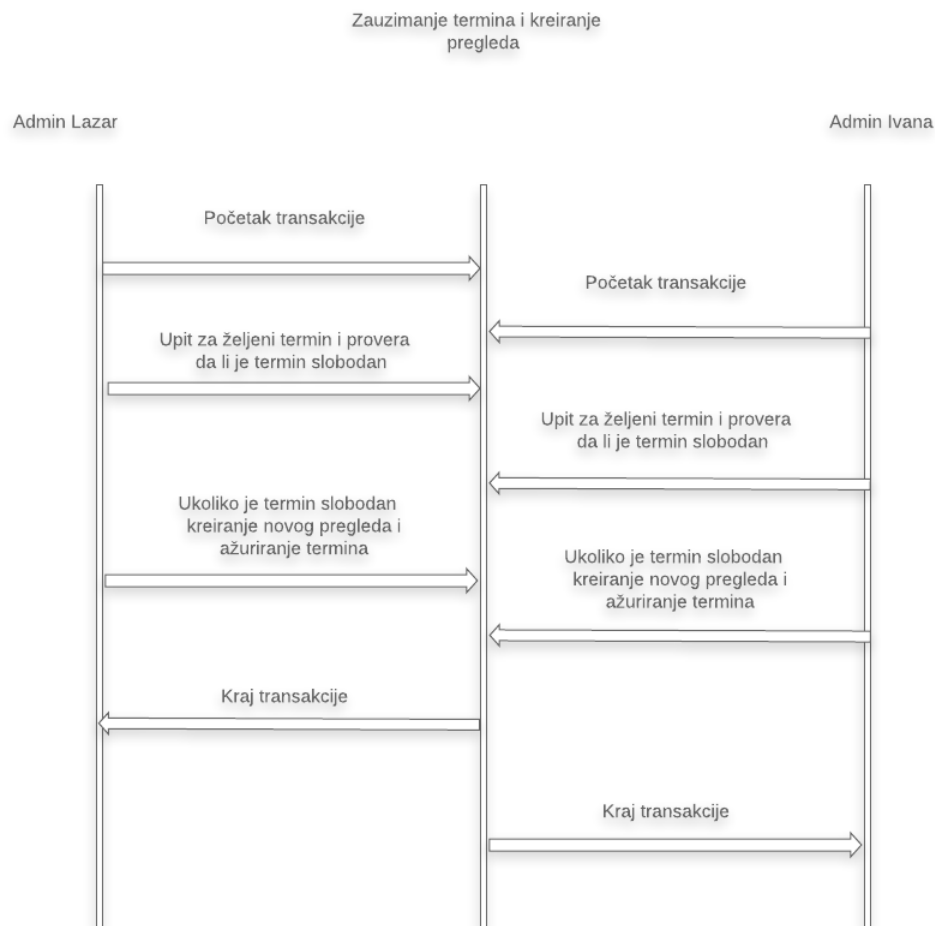 Zauzimanje termina i kreiranje
pregleda
Admin Lazar
Admin Ivana
Početak transakcije
Početak transakcije
Upit za željeni termin i provera
da li je termin slobodan
Upit za željeni termin i provera
da li je termin slobodan
Ukoliko je termin slobodan
kreiranje novog pregleda i
ažuriranje termina
Ukoliko je termin slobodan
kreiranje novog pregleda i
ažuriranje termina
Kraj transakcije
Kraj transakcije